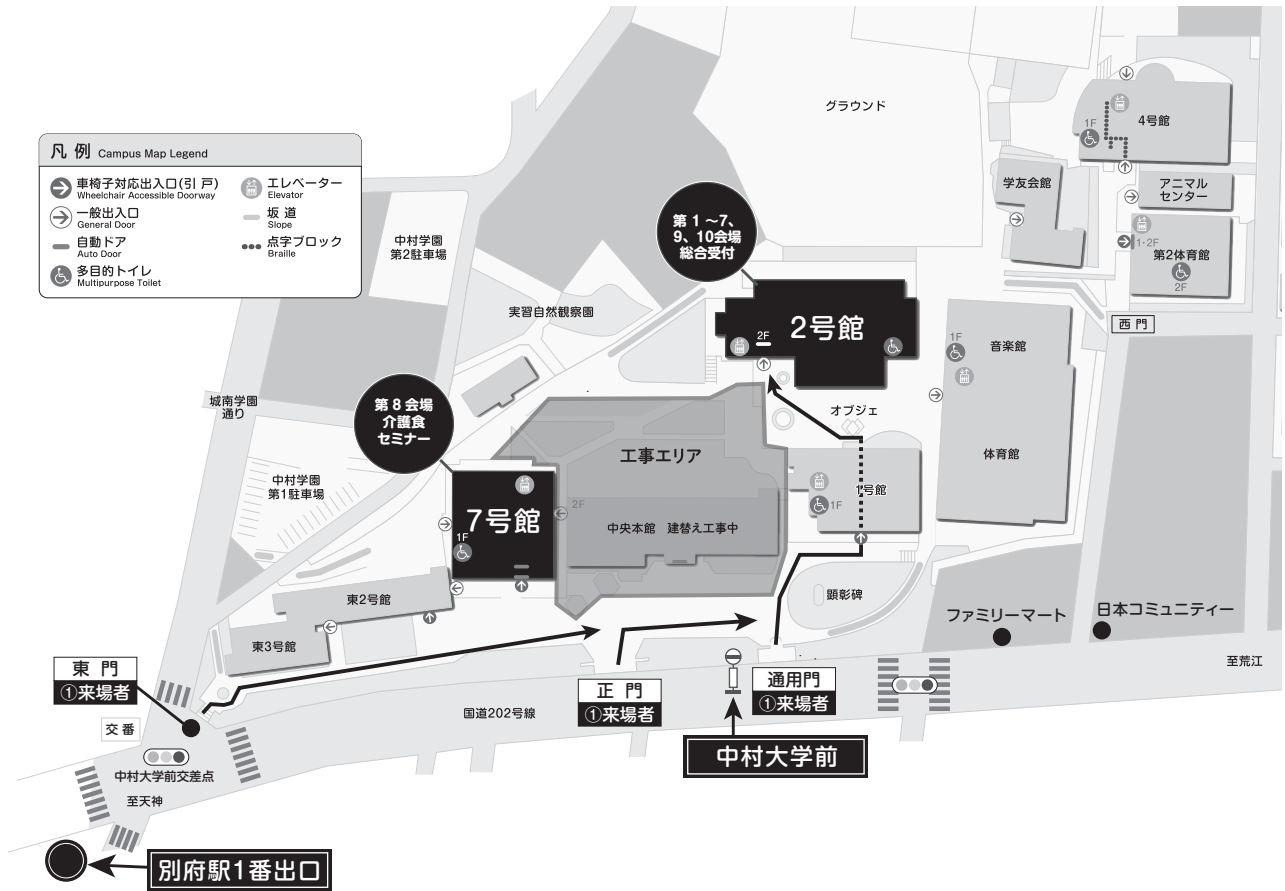 グラウンド
4号館
1F
凡 例 Campus Map Legend
車椅子対応出入口(引 戸)
Wheelchair Accessible Doorway
エレベーター
Elevator
一般出入口
General Door
坂 道
Slope
自動ドア
Auto Door
点字ブロック
Braille
多目的トイレ
Multipurpose Toilet
学友会館
アニマル
センター
1・2F
第2体育館
2F
西 門
中村学園
第2駐車場
第 1 ～7、
9、10会場
総合受付
実習自然観察園
2号館
2F
1F
音楽館
城南学園
通り
第 8 会場
介護食
セミナー
オブジェ
工事エリア
体育館
中村学園
第1駐車場
7号館
1F
2F
中央本館 建替え工事中
1号館
1F
東2号館
東3号館
顕彰碑
ファミリーマート
日本コミュニティー
至荒江
東 門
①来場者
正 門
①来場者
通用門
①来場者
交番
国道202号線
中村大学前
中村大学前交差点
至天神
別府駅1番出口